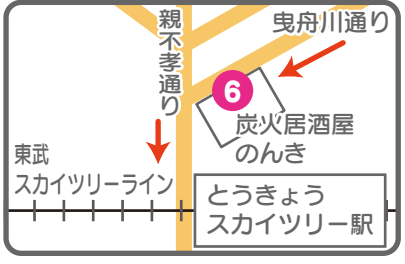 曳舟川通り
親不孝通り
6
炭火居酒屋
のんき
東武
スカイツリーライン
とうきょう
スカイツリー駅